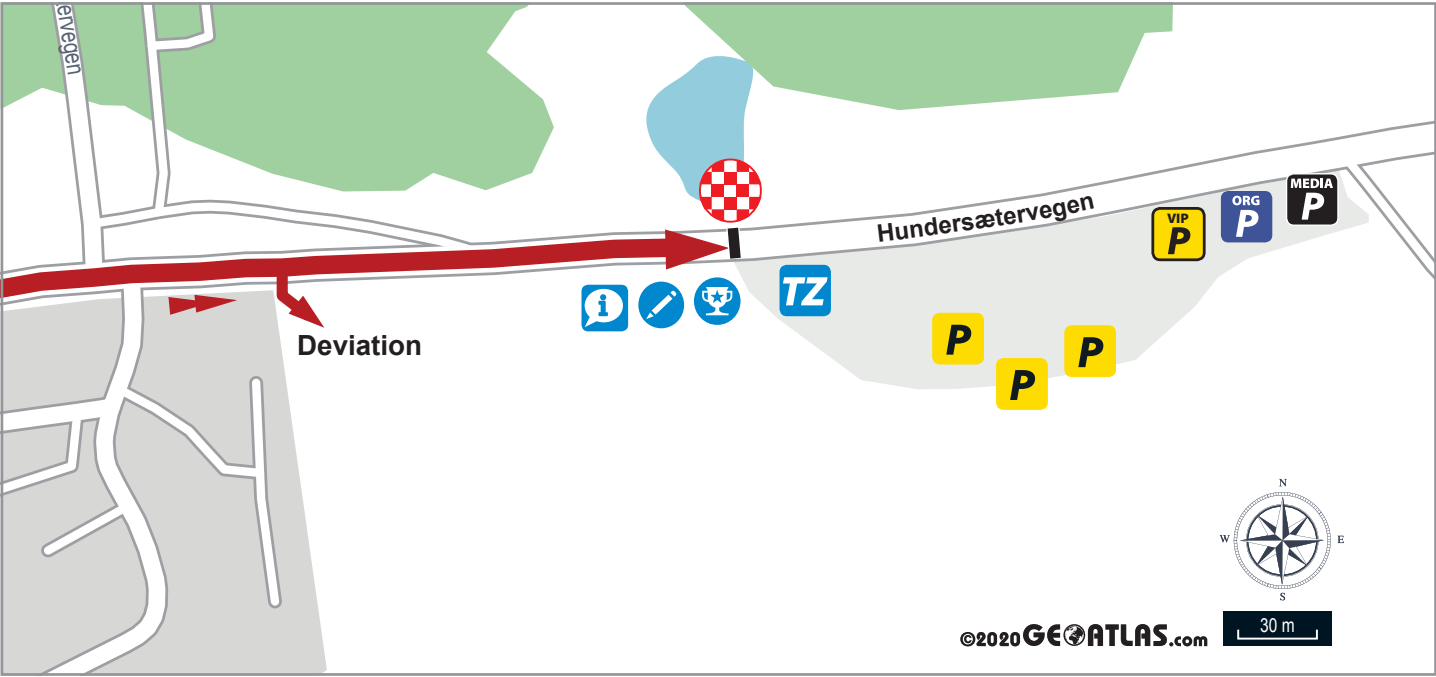 ervegen
Hundersætervegen
MEDIA
P
ORG
P
VIP
P
i
TZ
Deviation
P
P
P
N
W
E
S
30 m
©2020 GEOATLAS.com